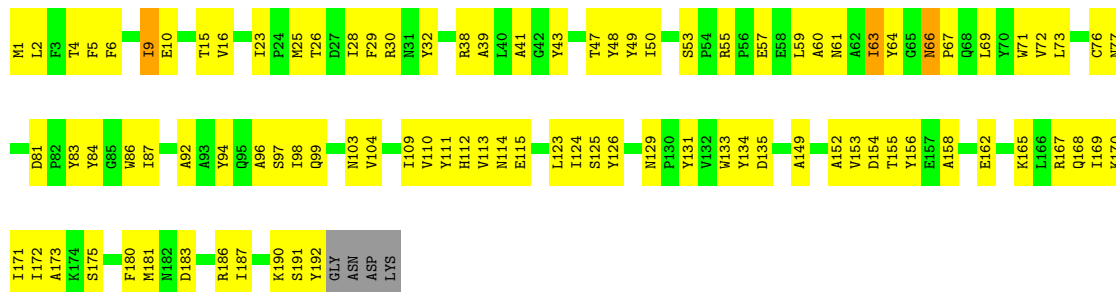 M1 L2 F3 T4 F5 F6 I9 E10 T15 V16 I23 P24 M25 T26 D27 I28 F29 R30 N31 Y32 R38 A39 L40 A41 G42 Y43 T47 Y48 Y49 I50 S53 P54 R55 P56 E57 E58 L59 A60 N61 A62 I63 Y64 G65 N66 P67 Q68 L69 Y70 W71 V72 L73 C76
D81 P82 Y83 Y84 G85 W86 I87 A92 A93 Y94 Q95 A96 S97 I98 Q99 N103 V104 I109 V110 Y111 H112 V113 N114 E115 L123 I124 S125 Y126 N129 P130 Y131 V132 W133 Y134 D135 A149 A152 V153 D154 T155 Y156 E157 A158 E162 K165 L166 R167 Q168 I169
I171 I172 A173 K174 S175 F180 M181 N182 D183 R186 I187 K190 S191 Y192 GLY ASN ASP LYS